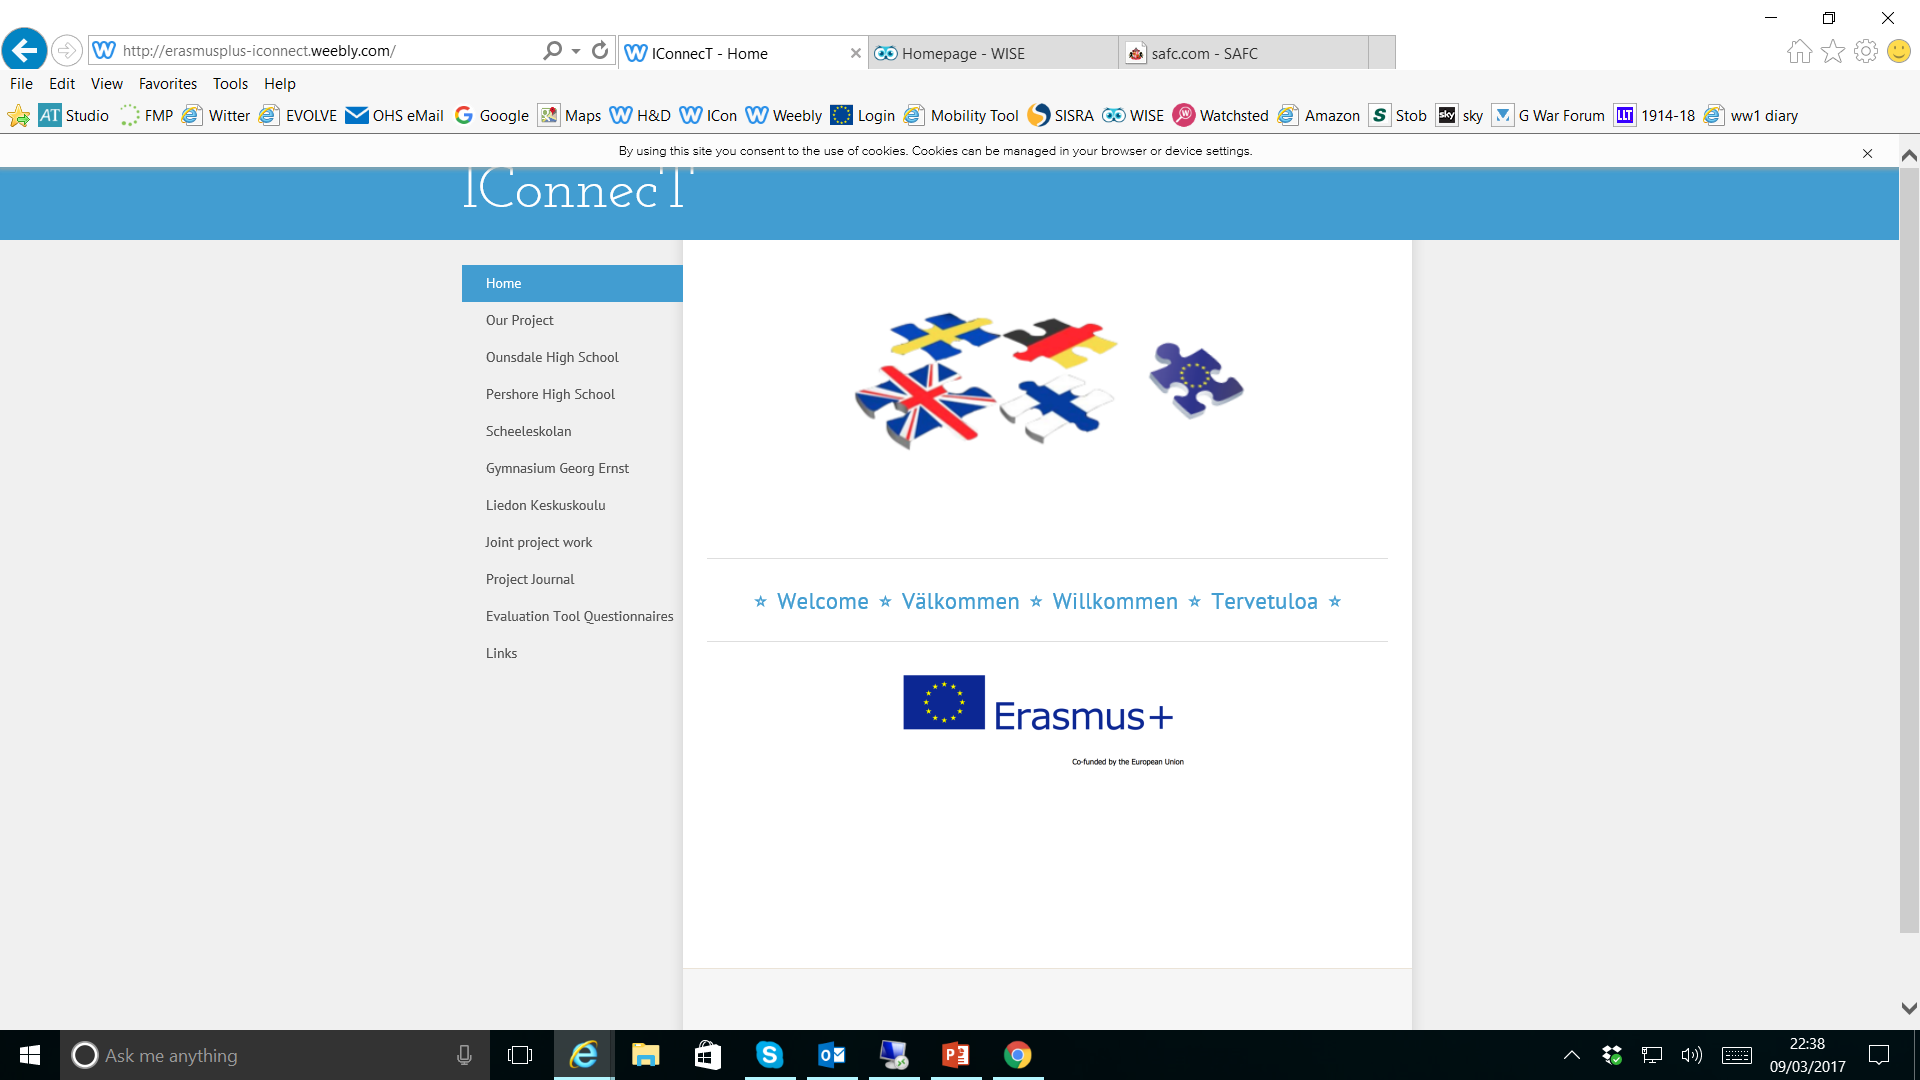 http://erasmusplus-iconnect.weebly.com/
IConnecT - Home
Homepage - WISE
safc.com - SAFC
File Edit View Favorites Tools Help
AT Studio FMP Witter EVOLVE OHS eMail Google Maps H&D ICon Weebly Login Mobility Tool SISRA WISE Watchsted Amazon S Stob sky sky G War Forum LLT 1914-18 ww1 diary
By using this site you consent to the use of cookies. Cookies can be managed in your browser or device settings.
IConnecT
Home
Our Project
Ounsdale High School
Pershore High School
Scheeleskolan
Gymnasium Georg Ernst
Liedon Keskuskoulu
Joint project work
Project Journal
Evaluation Tool Questionnaires
Links
☆ Welcome ☆ Välkommen ☆ Willkommen ☆ Tervetuloa ☆
Erasmus+
Co-funded by the European Union
Ask me anything
22:38
09/03/2017